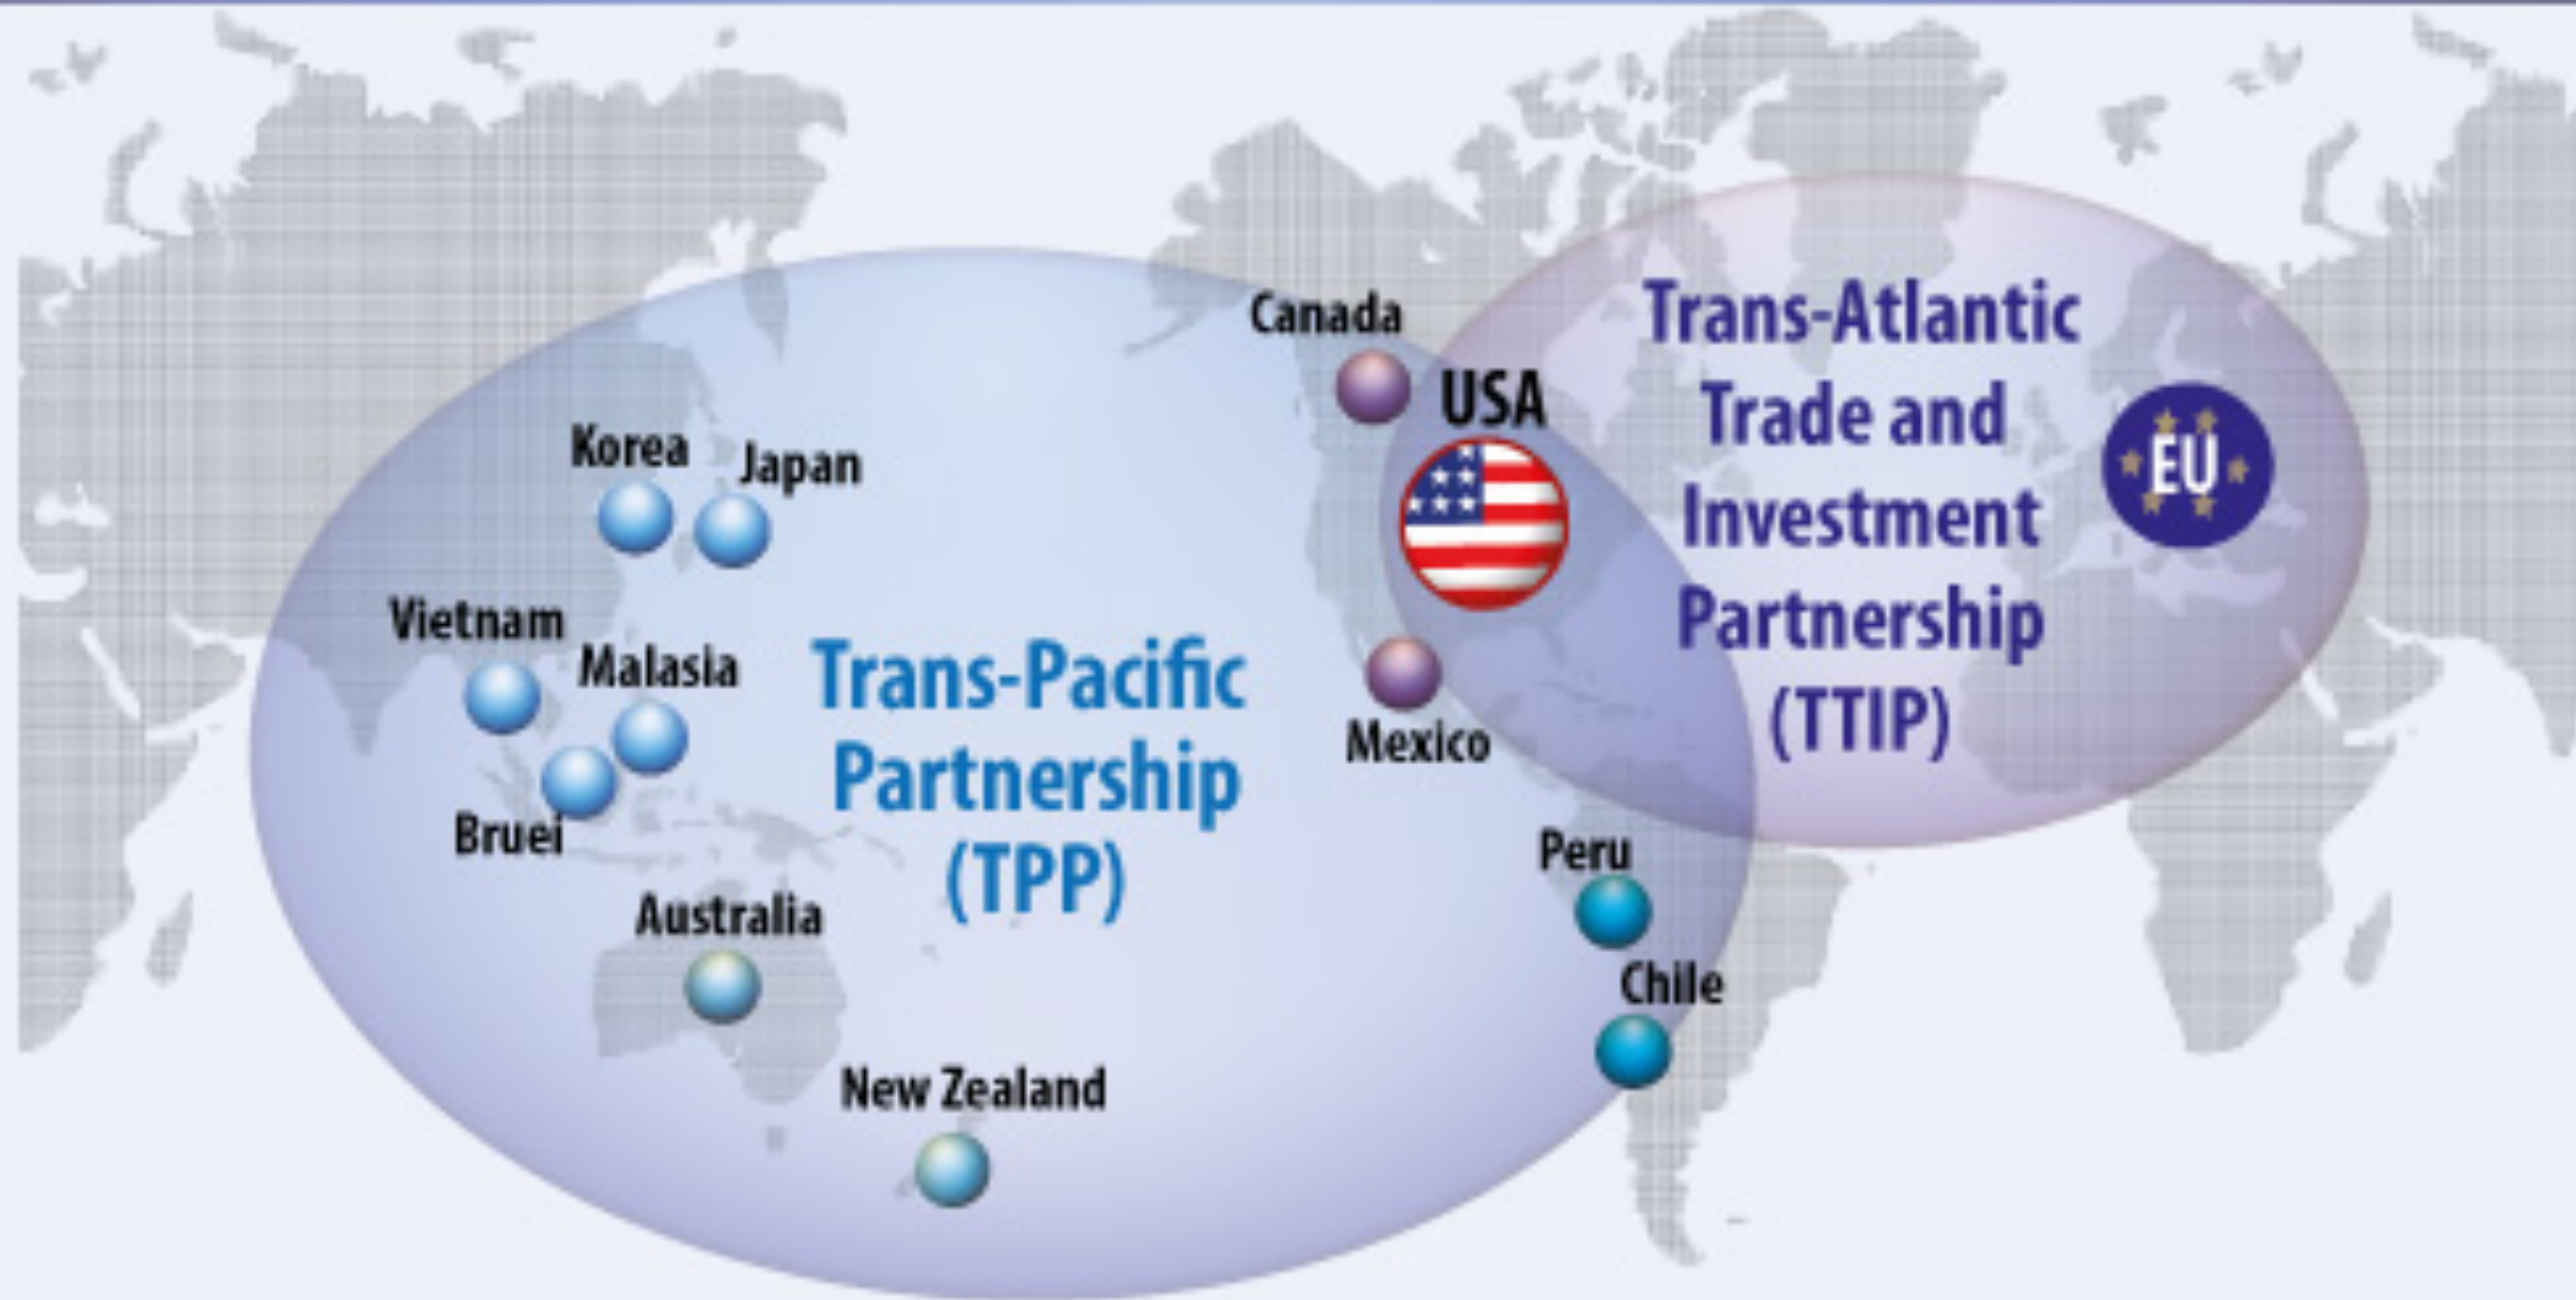 Canada
USA
Trans-Atlantic
Trade and
Investment
Partnership
(TTIP)
EU
Korea
Japan
Vietnam
Malasia
Bruei
Trans-Pacific
Partnership
(TPP)
Mexico
Peru
Chile
Australia
New Zealand